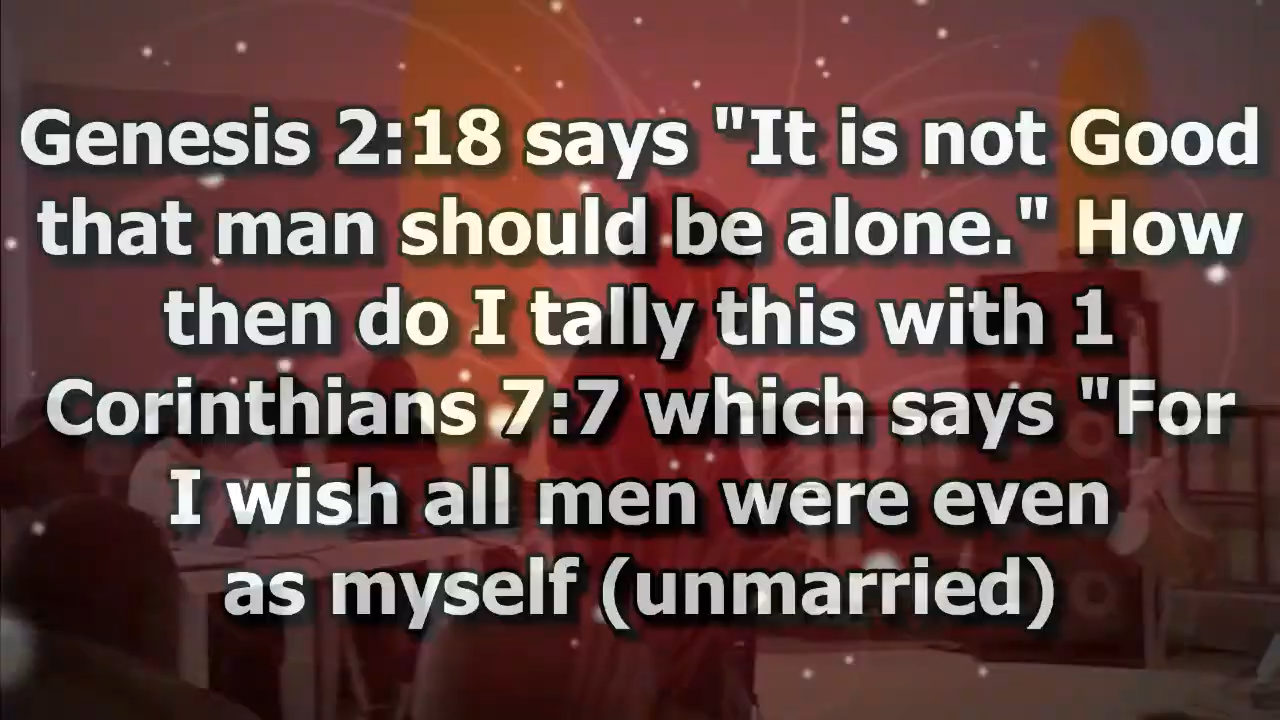 Genesis 2:18 says "It is not Good
that man should be alone." How
then do I tally this with 1
Corinthians 7:7 which says "For
I wish all men were even
as myself (unmarried)